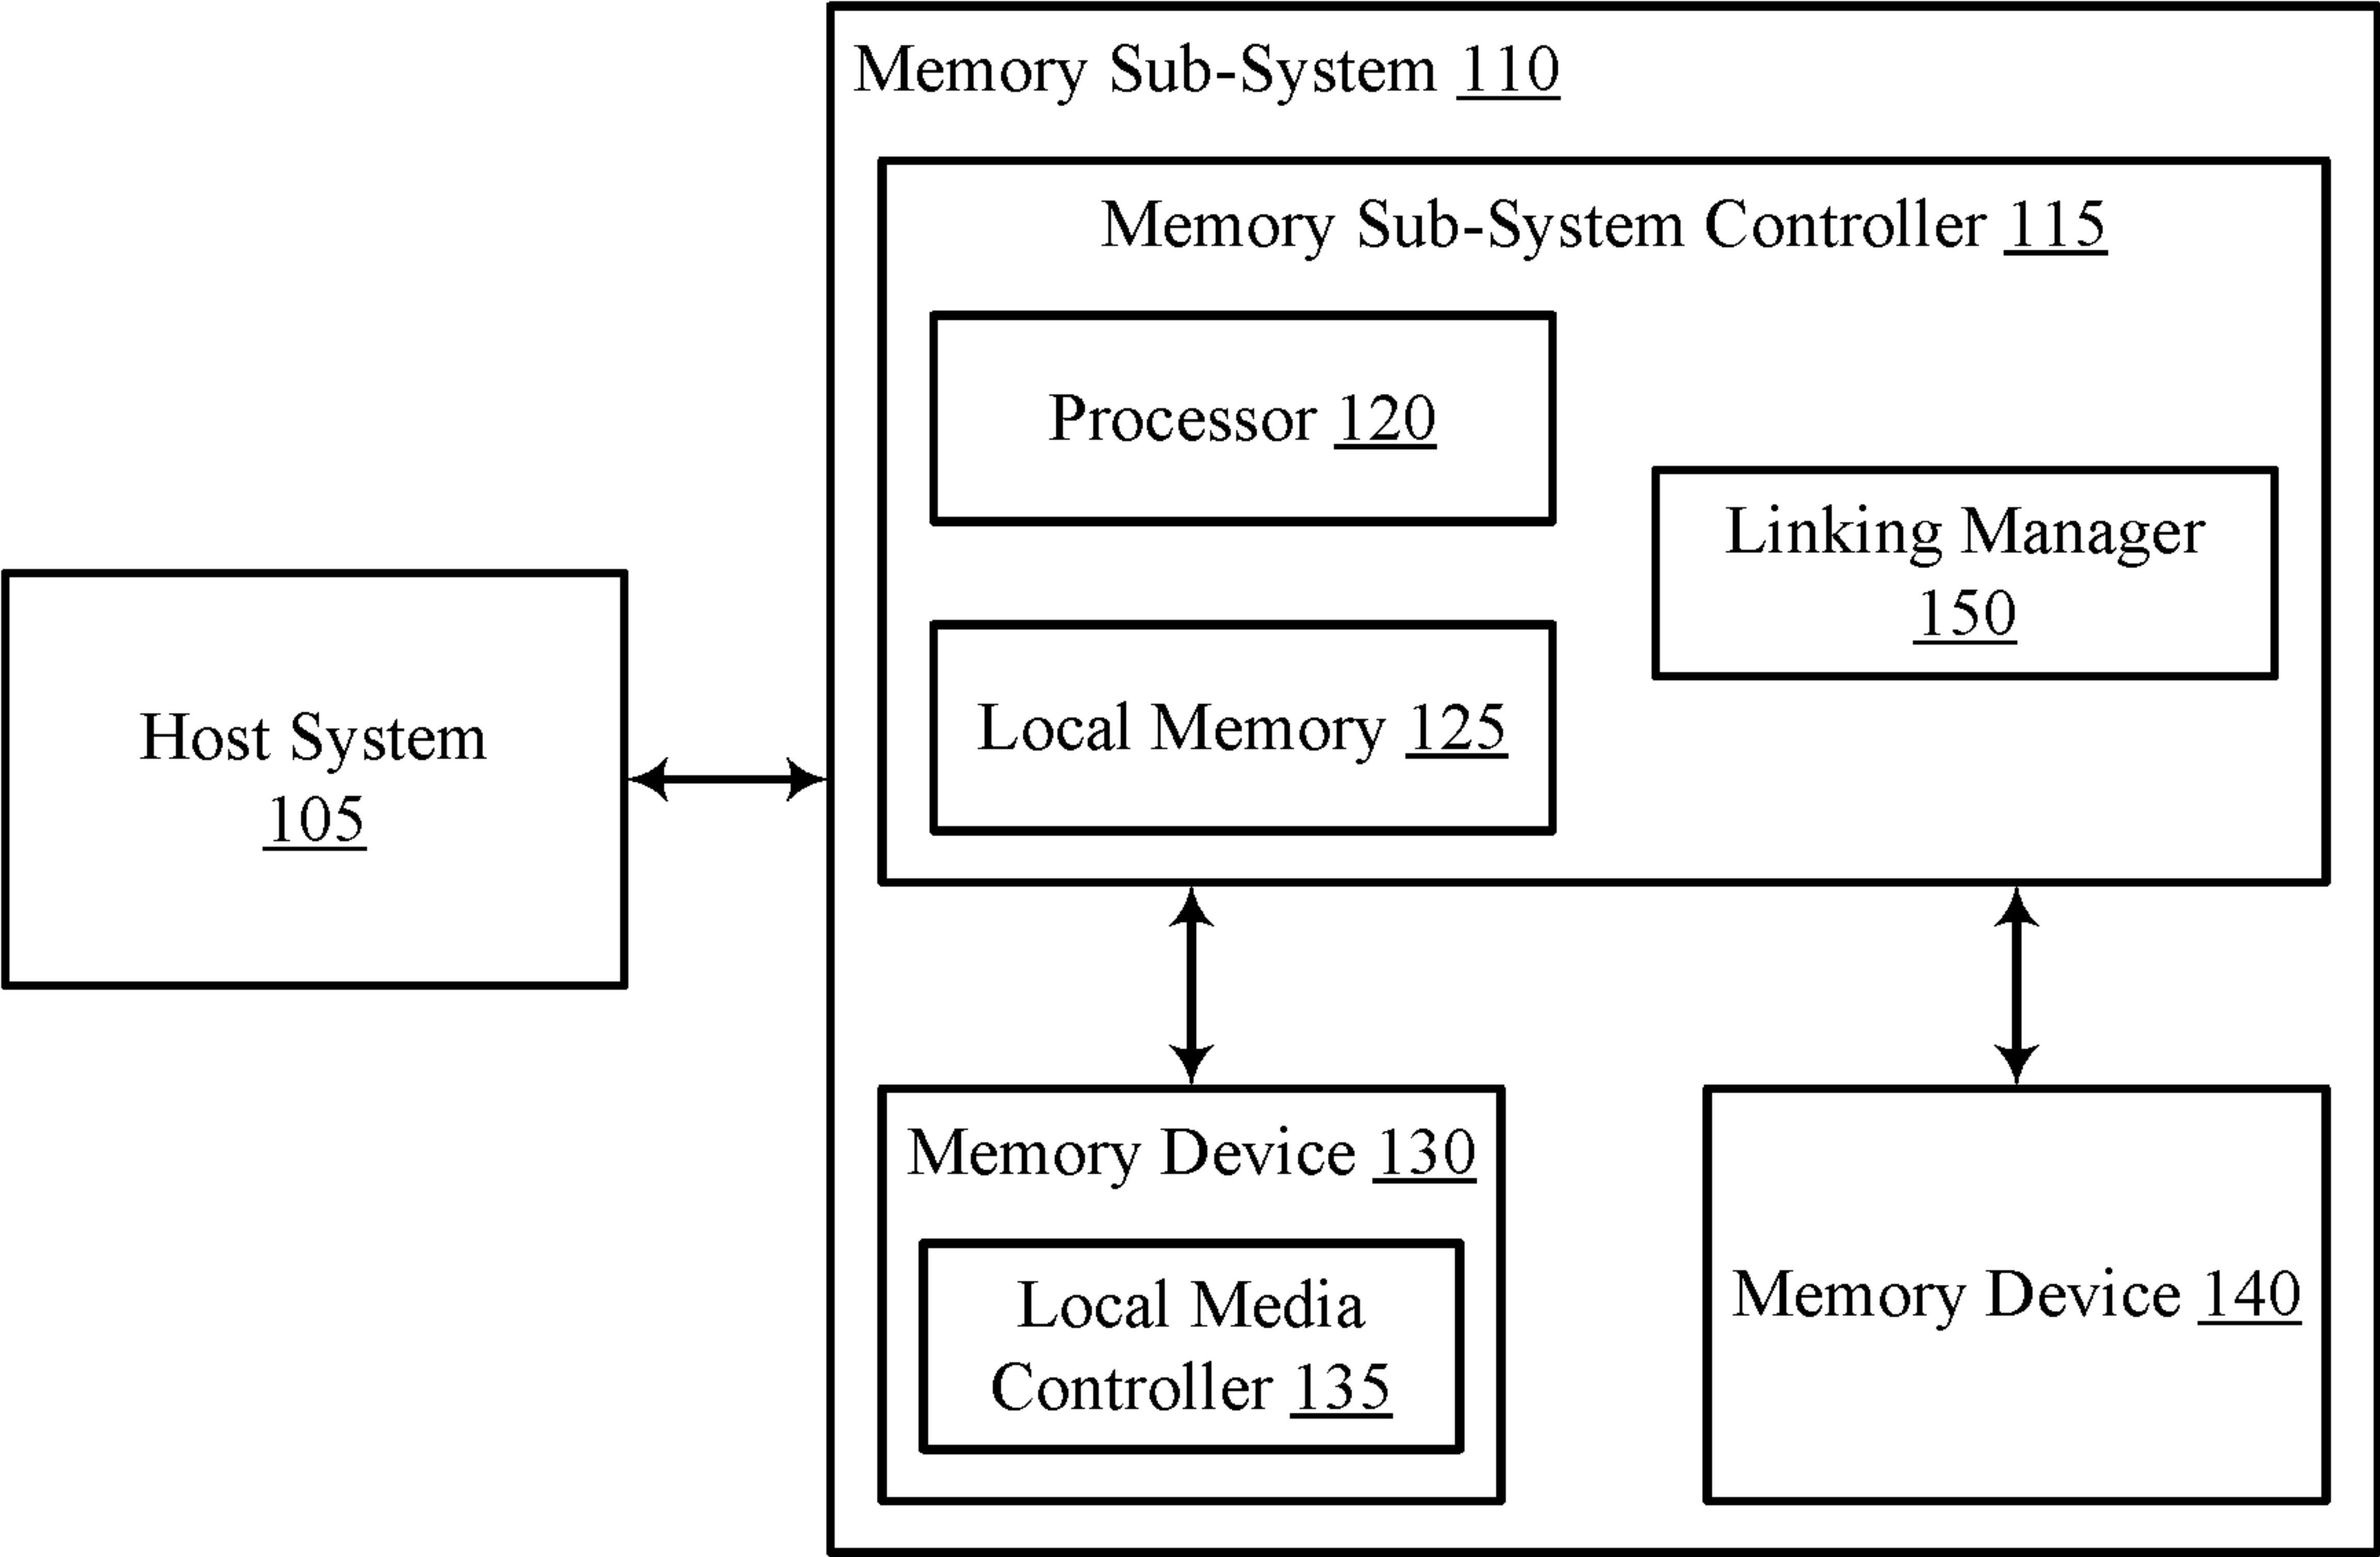 Memory Sub-System 110
Memory Sub-System Controller 115
Processor 120
Linking Manager
150
Local Memory 125
Host System
105
Memory Device 130
Local Media
Controller 135
Memory Device 140